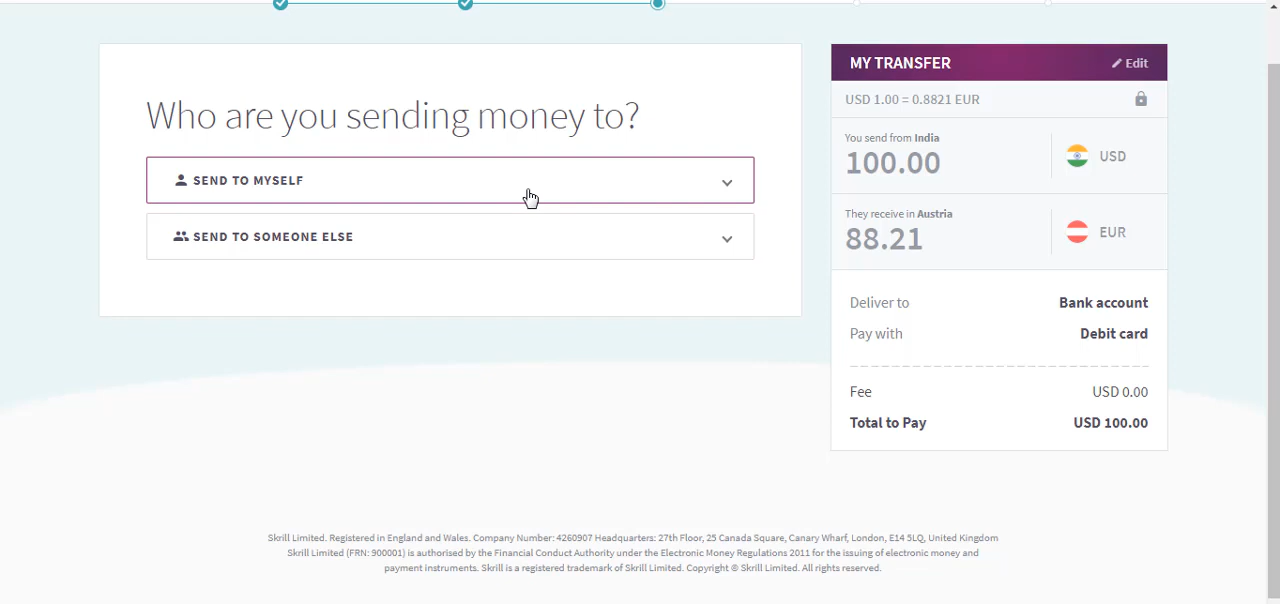 Who are you sending money to?
SEND TO MYSELF
SEND TO SOMEONE ELSE
MY TRANSFER
Edit
USD 1.00 = 0.8821 EUR
You send from India
100.00
USD
They receive in Austria
88.21
EUR
Deliver to Bank account
Pay with Debit card
Fee USD 0.00
Total to Pay USD 100.00
Skrill Limited. Registered in England and Wales. Company Number: 4260907 Headquarters: 27th Floor, 25 Canada Square, Canary Wharf, London, E14 5LQ, United Kingdom
Skrill Limited (FRN: 900001) is authorised by the Financial Conduct Authority under the Electronic Money Regulations 2011 for the issuing of electronic money and
payment instruments. Skrill is a registered trademark of Skrill Limited. Copyright © Skrill Limited. All rights reserved.